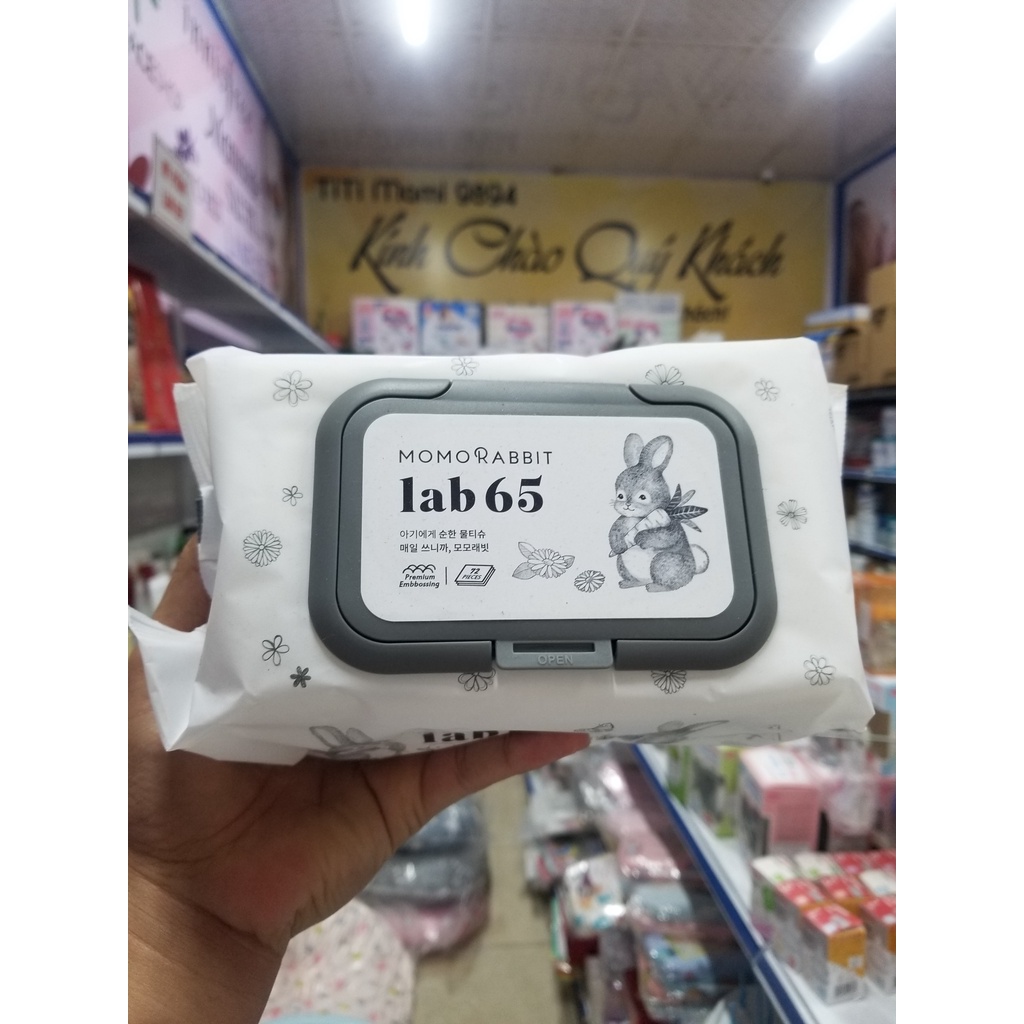 TiTi Mami 9894
Kính Chào Quý Khách
MOMORABBIT
lab 65
아기에게 순한 물티슈
매일 쓰니까, 모모래빗
Premium
Embbossing
72
PIECES
OPEN